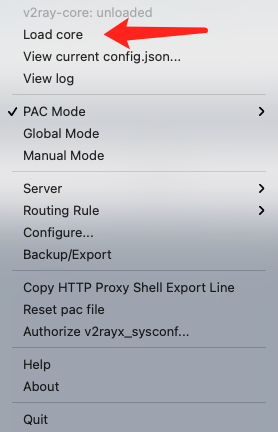 v2ray-core: unloaded
Load core
View current config.json...
View log
PAC Mode
Global Mode
Manual Mode
Server
Routing Rule
Configure...
Backup/Export
Copy HTTP Proxy Shell Export Line
Reset pac file
Authorize v2rayx_sysconf...
Help
About
Quit